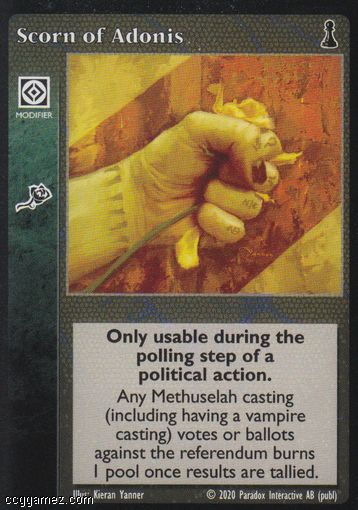 Scorn of Adonis
MODIFIER
Only usable during the
polling step of a
political action.
Any Methuselah casting
(including having a vampire
casting) votes or ballots
against the referendum burns
1 pool once results are tallied.
Illus: Kieran Yanner © 2020 Paradox Interactive AB (publ)
ccggamez.com